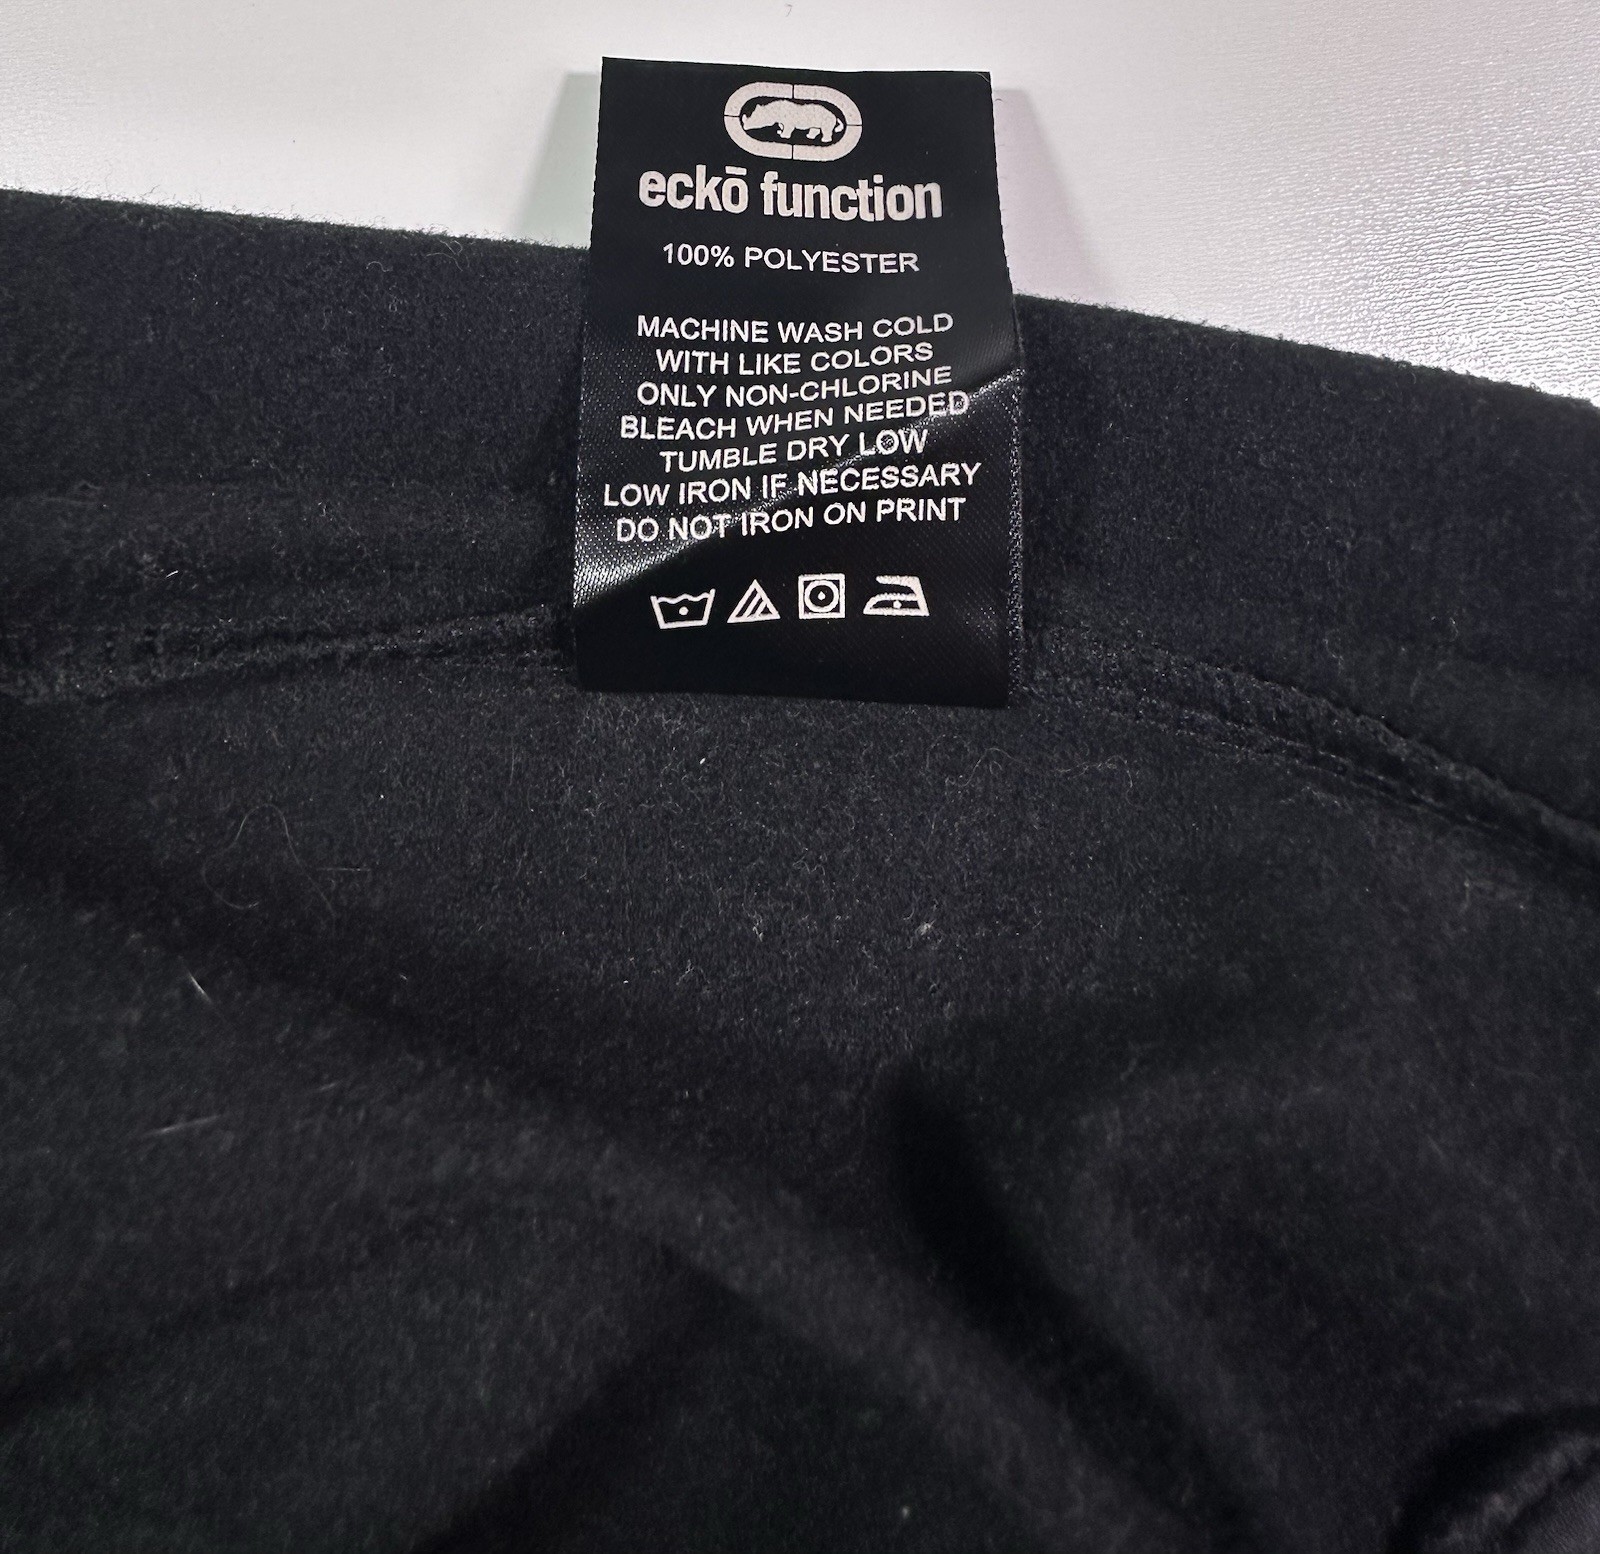 eckō function
100% POLYESTER
MACHINE WASH COLD
WITH LIKE COLORS
ONLY NON-CHLORINE
BLEACH WHEN NEEDED
TUMBLE DRY LOW
LOW IRON IF NECESSARY
DO NOT IRON ON PRINT